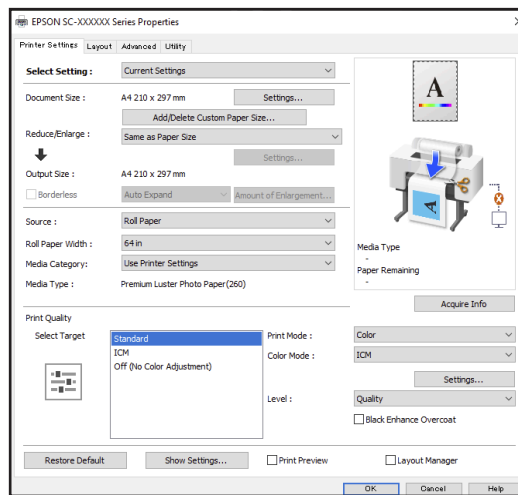 EPSON SC-XXXXXX Series Properties
Printer Settings Layout Advanced Utility
Select Setting : Current Settings
Document Size : A4 210 x 297 mm Settings...
Add/Delete Custom Paper Size...
Reduce/Enlarge : Same as Paper Size
Settings...
Output Size : A4 210 x 297 mm
Borderless Auto Expand Amount of Enlargement...
Source : Roll Paper
Roll Paper Width : 64 in
Media Category: Use Printer Settings
Media Type : Premium Luster Photo Paper(260)
A
A
Media Type
-
Paper Remaining
-
Acquire Info
Print Quality
Select Target
Standard
ICM
Off (No Color Adjustment)
Print Mode : Color
Color Mode : ICM
Settings...
Level : Quality
Black Enhance Overcoat
Restore Default Show Settings... Print Preview Layout Manager
OK Cancel Help